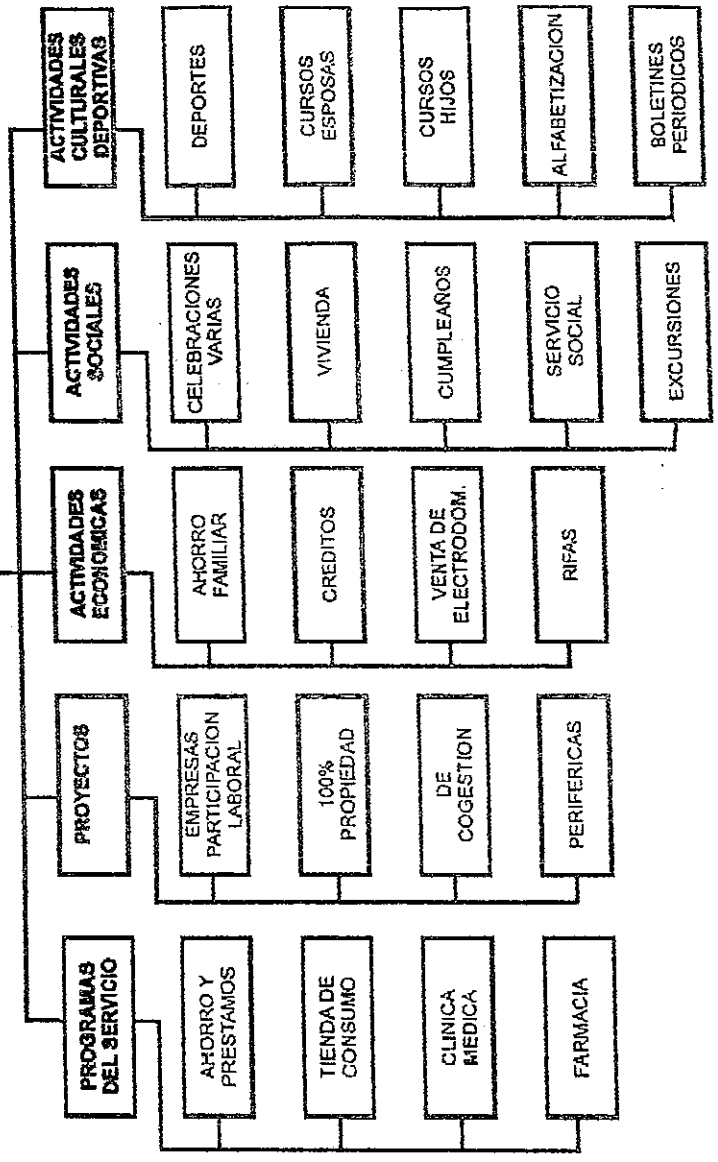 PROGRAMAS
DEL SERVICIO
AHORRO Y
PRESTAMOS
TIENDA DE
CONSUMO
CLINICA
MEDICA
FARMACIA
PROYECTOS
EMPRESAS
PARTICIPACION
LABORAL
100%
PROPIEDAD
DE
COGESTION
PERIFERICAS
ACTIVIDADES
ECONOMICAS
AHORRO
FAMILIAR
CREDITOS
VENTA DE
ELECTRODOM.
RIFAS
ACTIVIDADES
SOCIALES
CELEBRACIONES
VARIAS
VIVIENDA
CUMPLEAÑOS
SERVICIO
SOCIAL
EXCURSIONES
ACTIVIDADES
CULTURALES
DEPORTIVAS
DEPORTES
CURSOS
ESPOSAS
CURSOS
HIJOS
ALFABETIZACION
BOLETINES
PERIODICOS